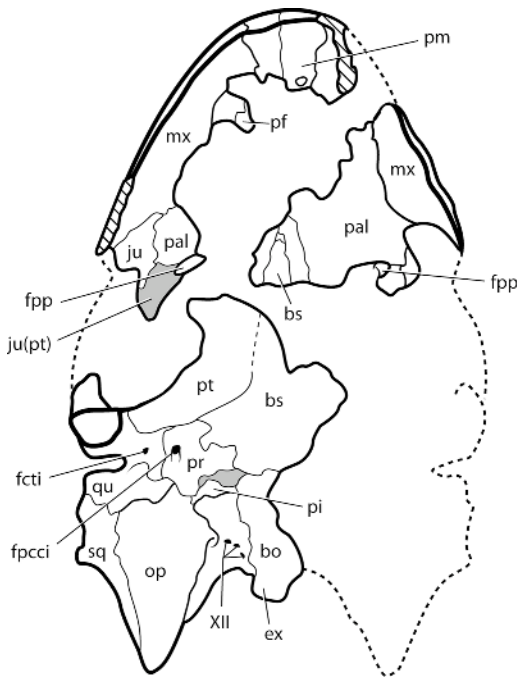 pm
mx
pf
mx
ju
pal
pal
fpp
fpp
bs
ju(pt)
pt
bs
fcti
pr
qu
pi
fpcci
sq
op
bo
XII
ex